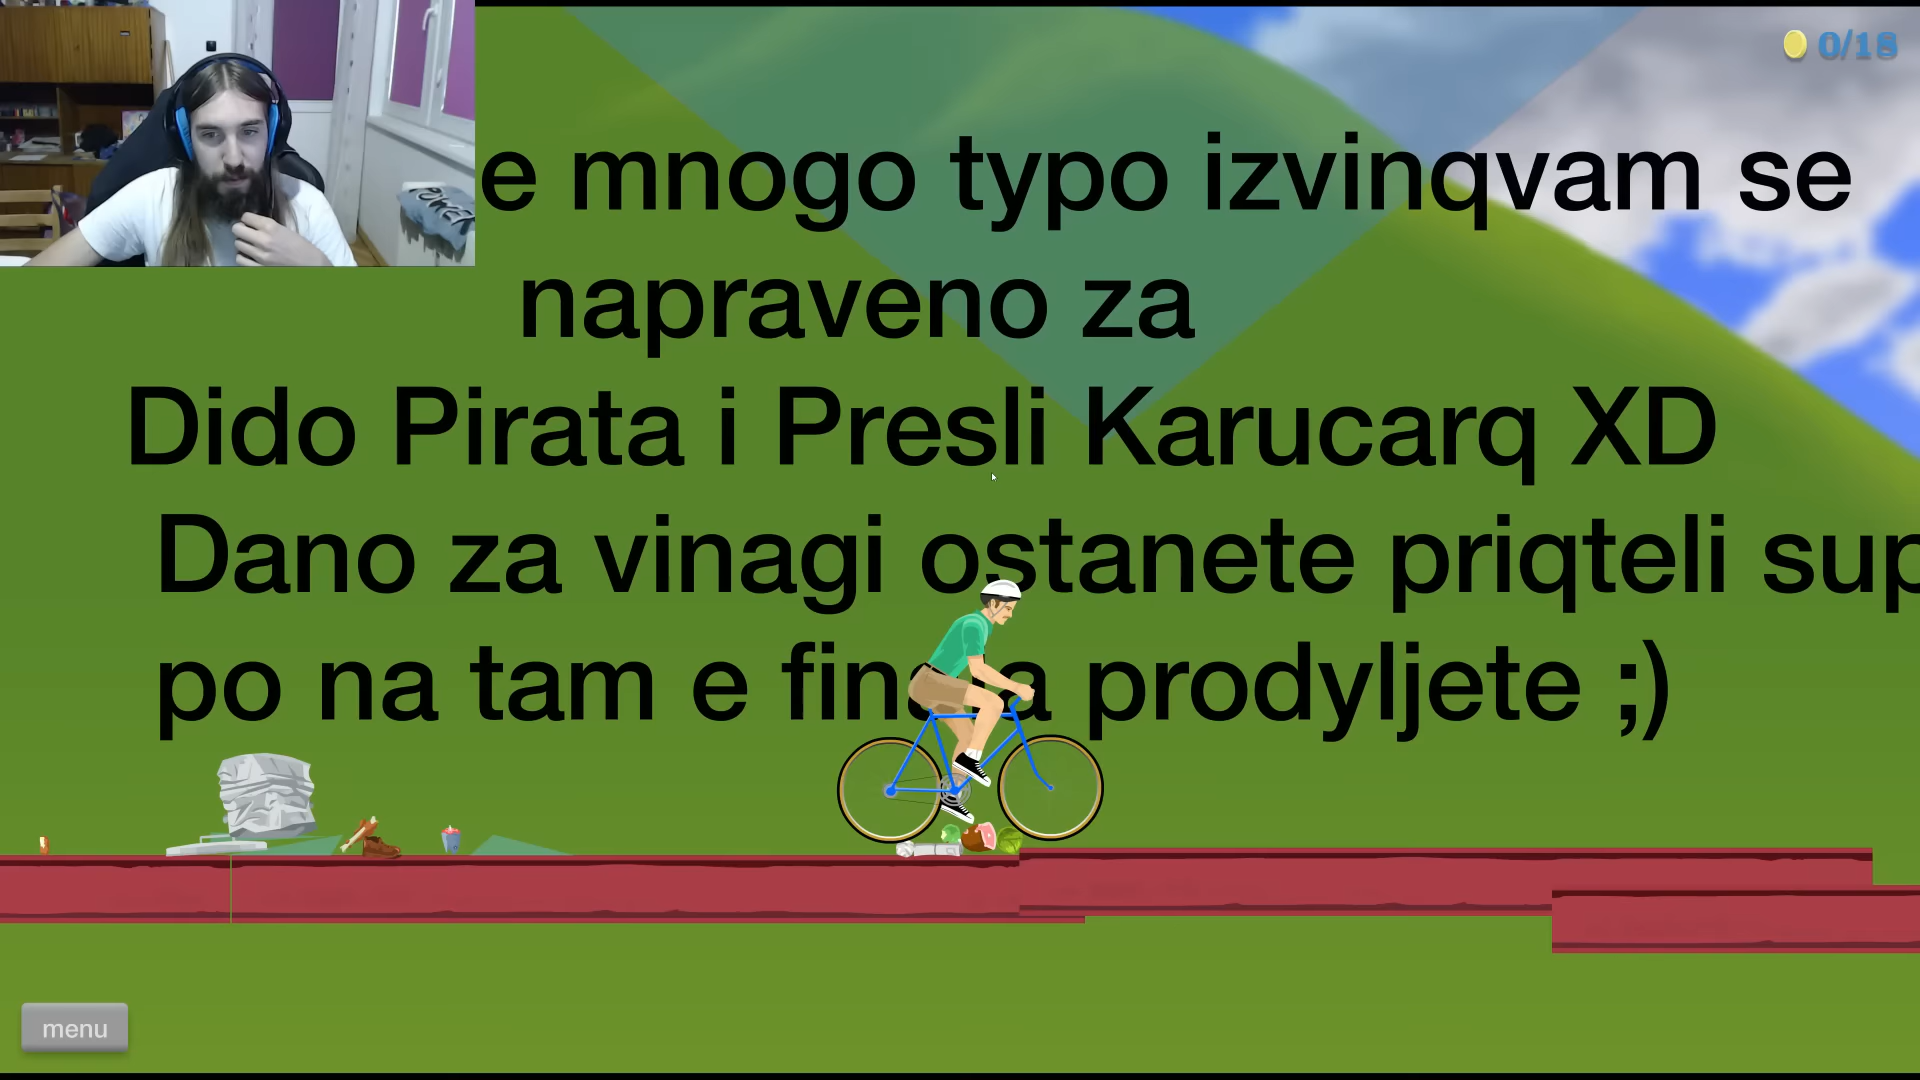 0/18
e mnogo typo izvinqvam se
napraveno za
Dido Pirata i Presli Karucarq XD
Dano za vinagi ostanete priqteli sup
po na tam e finala prodyljete ;)
menu